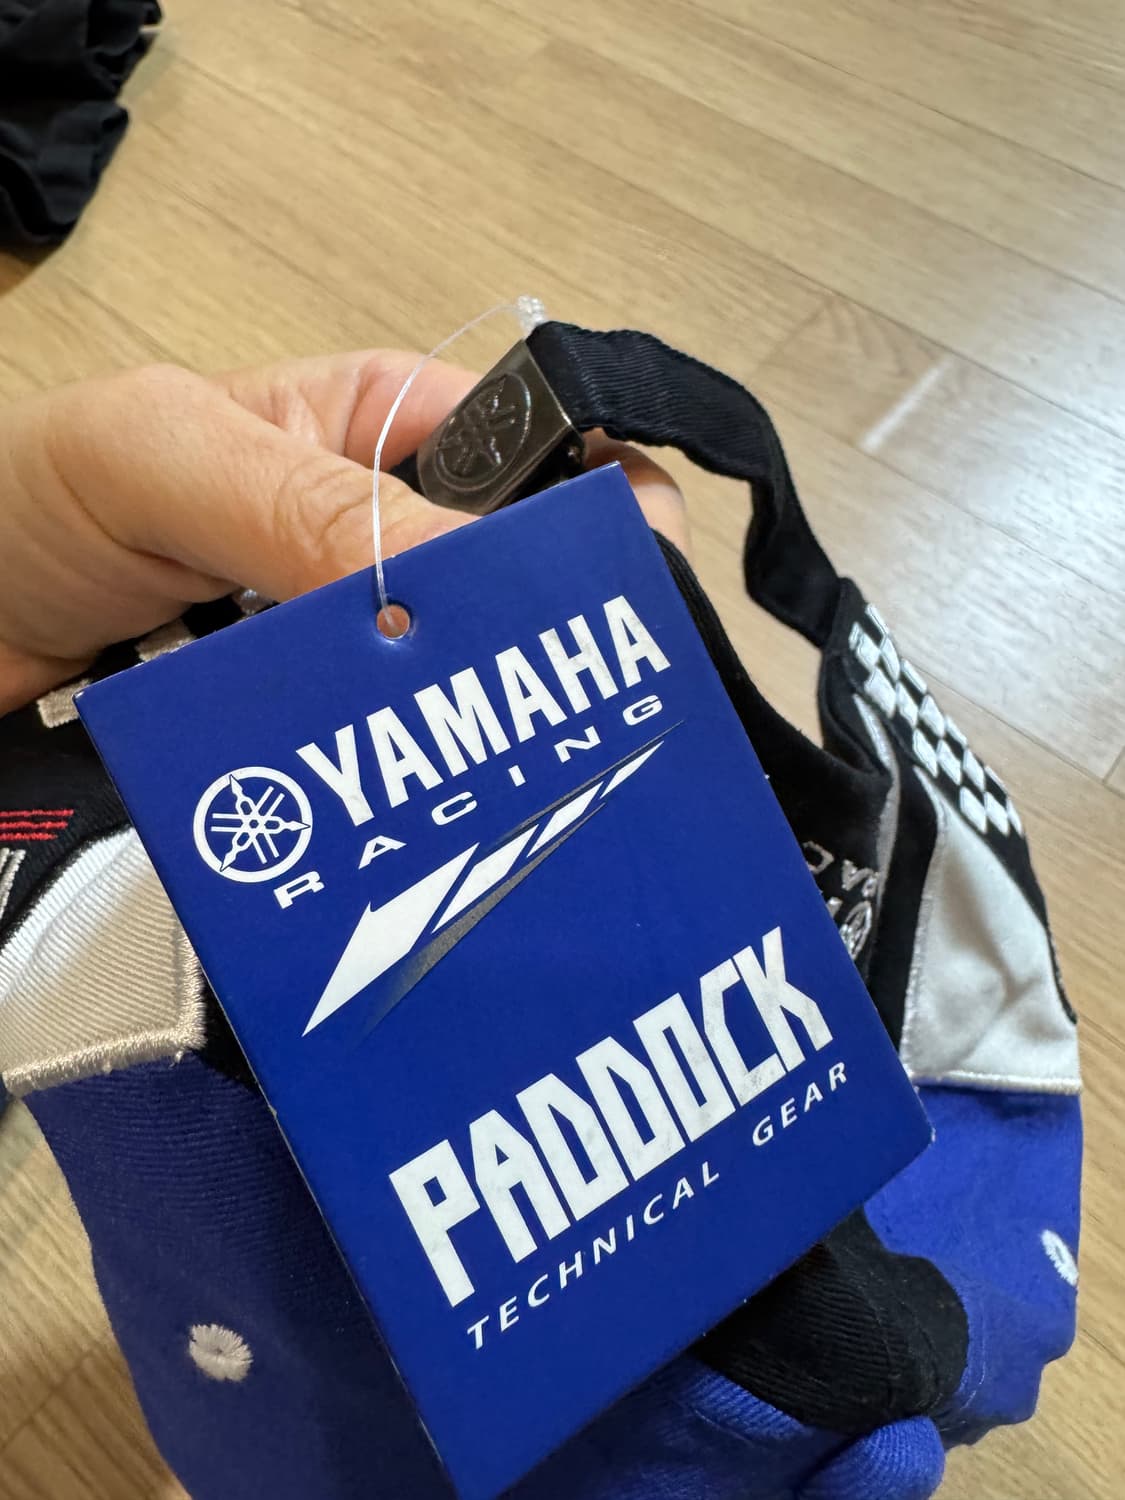 YAMAHA
RACING
PADDOCK
TECHNICAL GEAR